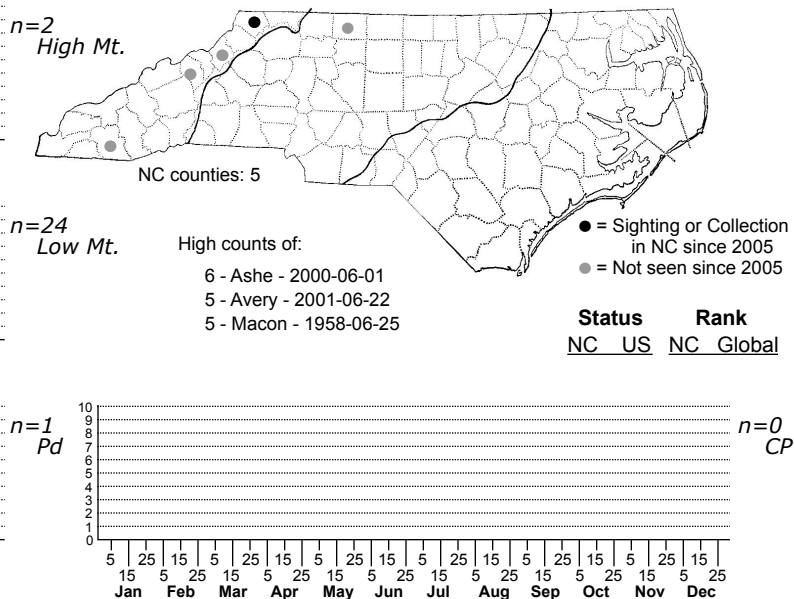 n=2
High Mt.
NC counties: 5
n=24
Low Mt.
High counts of:
6 - Ashe - 2000-06-01
5 - Avery - 2001-06-22
5 - Macon - 1958-06-25
● = Sighting or Collection
in NC since 2005
● = Not seen since 2005
Status Rank
NC US NC Global
n=1
Pd
10
9
8
7
6
5
4
3
2
1
0
n=0
CP
5 25 15 5 25 15 5 25 15 5 25 15 5 25 15 5 25 15
15 5 25 15 5 25 15 5 25 15 5 25 15 5 25 15 5 25
Jan Feb Mar Apr May Jun Jul Aug Sep Oct Nov Dec